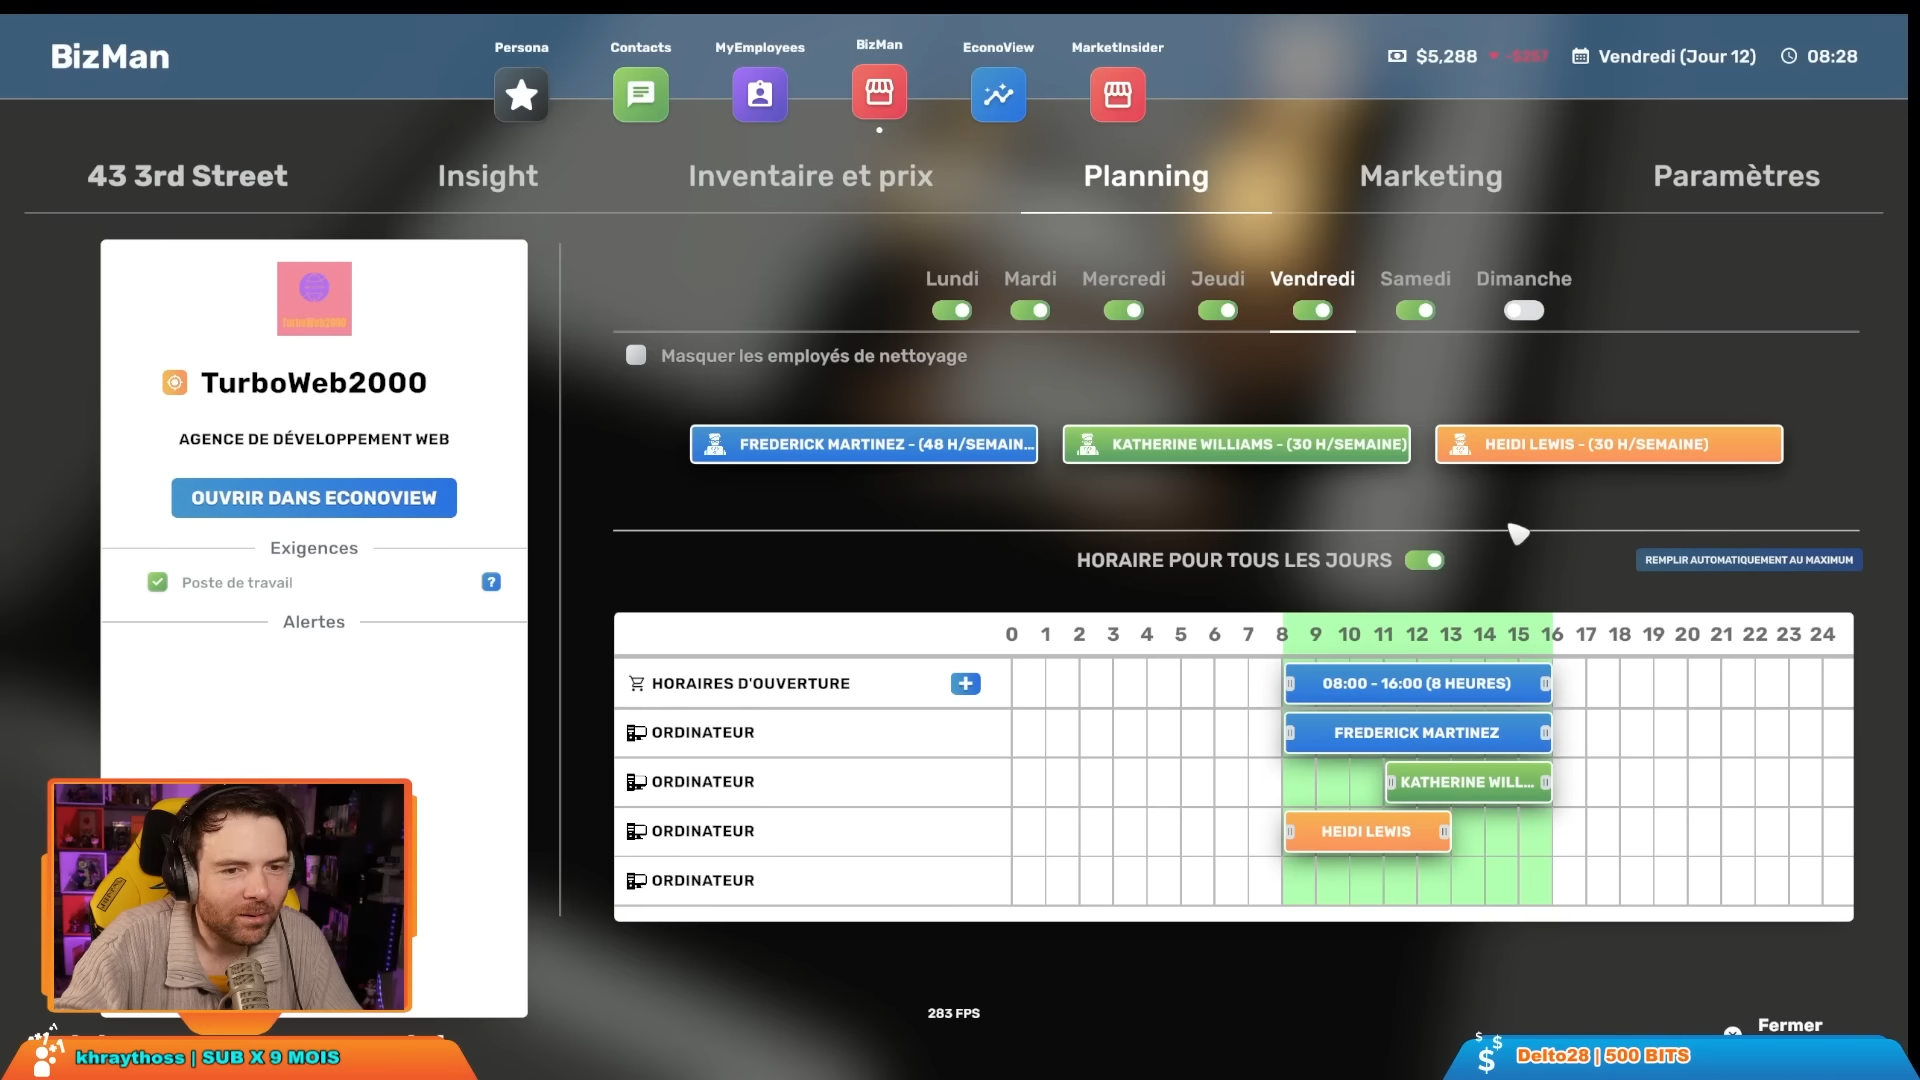 BizMan
Persona
Contacts
MyEmployees
BizMan
EconoView
MarketInsider
$5,288
-$257
Vendredi (Jour 12)
08:28
43 3rd Street
Insight
Inventaire et prix
Planning
Marketing
Paramètres
TurboWeb2000
TurboWeb2000
AGENCE DE DÉVELOPPEMENT WEB
OUVRIR DANS ECONOVIEW
Exigences
Poste de travail
?
Alertes
Lundi
Mardi
Mercredi
Jeudi
Vendredi
Samedi
Dimanche
Masquer les employés de nettoyage
FREDERICK MARTINEZ - (48 H/SEMAIN...
KATHERINE WILLIAMS - (30 H/SEMAINE)
HEIDI LEWIS - (30 H/SEMAINE)
HORAIRE POUR TOUS LES JOURS
REMPLIR AUTOMATIQUEMENT AU MAXIMUM
0 1 2 3 4 5 6 7 8 9 10 11 12 13 14 15 16 17 18 19 20 21 22 23 24
HORAIRES D'OUVERTURE
08:00 - 16:00 (8 HEURES)
ORDINATEUR
FREDERICK MARTINEZ
ORDINATEUR
KATHERINE WILL...
ORDINATEUR
HEIDI LEWIS
ORDINATEUR
283 FPS
Fermer
khraythoss | SUB X 9 MOIS
Delto28 | 500 BITS